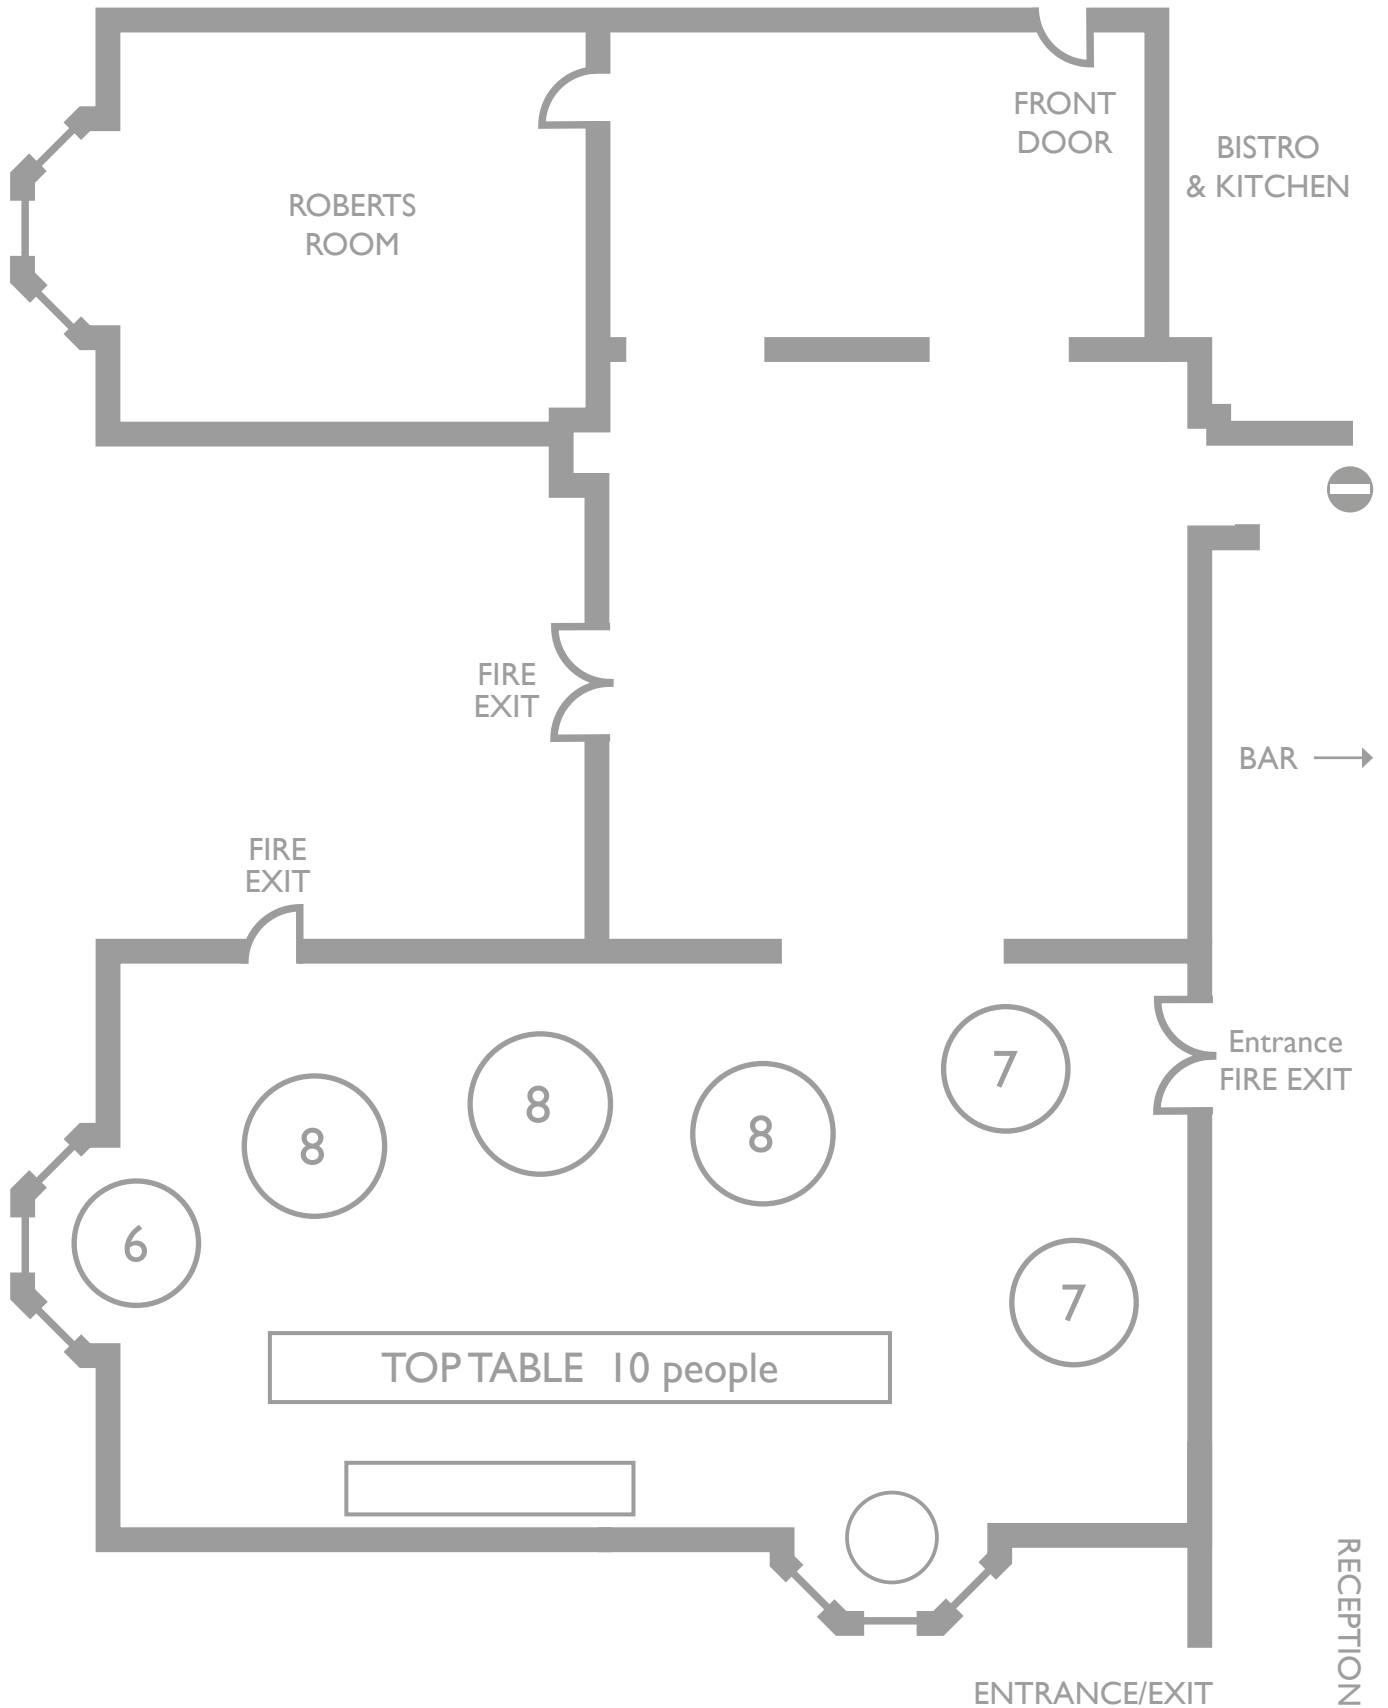 FRONT
DOOR
BISTRO
& KITCHEN
ROBERTS
ROOM
FIRE
EXIT
BAR
FIRE
EXIT
Entrance
FIRE EXIT
7
8
8
8
6
7
TOP TABLE 10 people
RECEPTION
ENTRANCE/EXIT